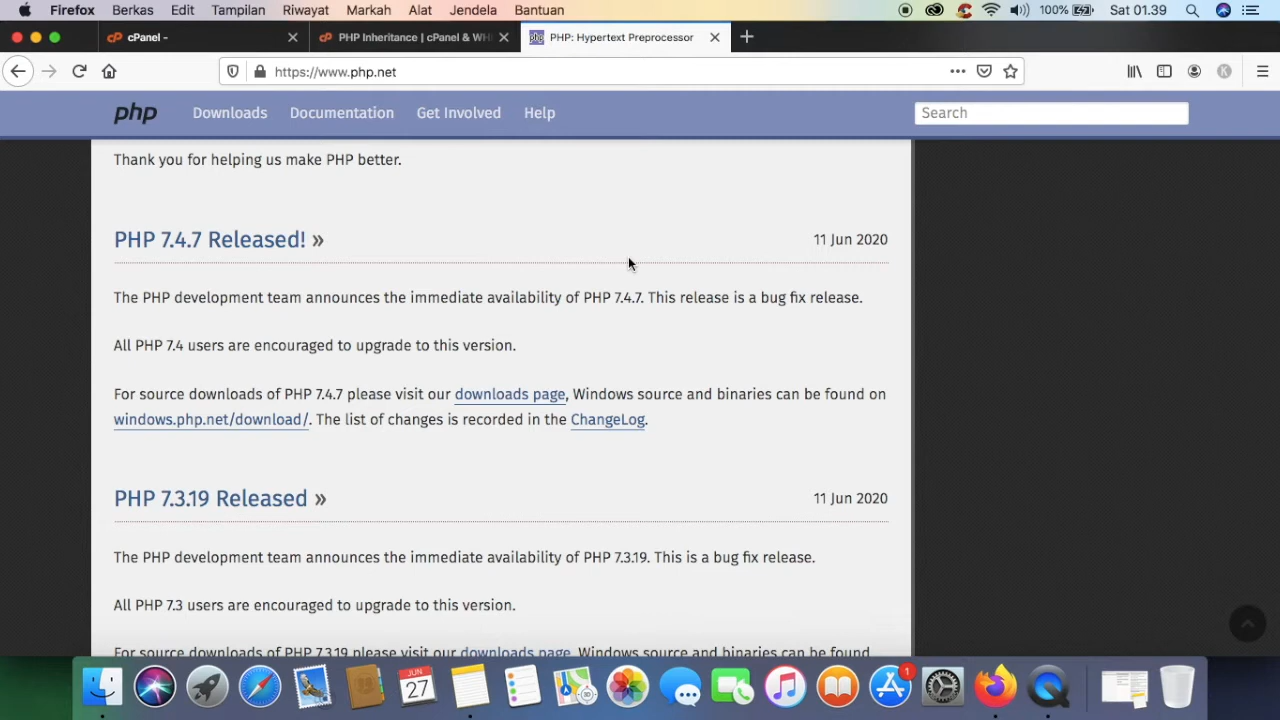 Firefox Berkas Edit Tampilan Riwayat Markah Alat Jendela Bantuan 100% Sat 01.39
cP cPanel - cP PHP Inheritance | cPanel & WH php PHP: Hypertext Preprocessor
https://www.php.net K
php Downloads Documentation Get Involved Help Search
Thank you for helping us make PHP better.
PHP 7.4.7 Released! » 11 Jun 2020
The PHP development team announces the immediate availability of PHP 7.4.7. This release is a bug fix release.
All PHP 7.4 users are encouraged to upgrade to this version.
For source downloads of PHP 7.4.7 please visit our downloads page, Windows source and binaries can be found on
windows.php.net/download/. The list of changes is recorded in the ChangeLog.
PHP 7.3.19 Released » 11 Jun 2020
The PHP development team announces the immediate availability of PHP 7.3.19. This is a bug fix release.
All PHP 7.3 users are encouraged to upgrade to this version.
For source downloads of PHP 7.3.19 please visit our downloads page, Windows source and binaries can be found
JUN
27
1